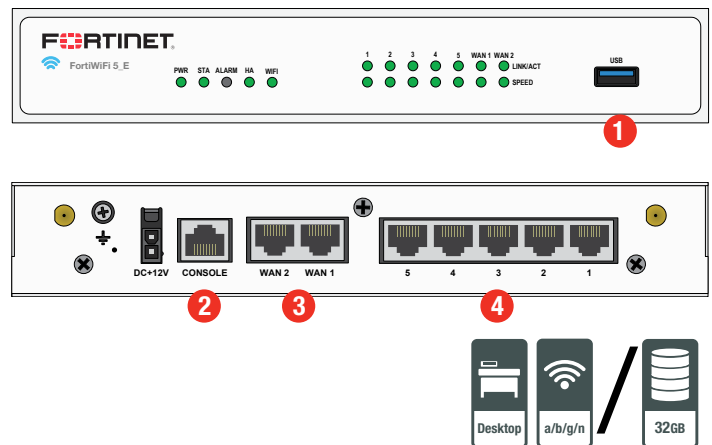 FORTINET
FortiWiFi 5_E
PWR STA ALARM HA WIFI
1 2 3 4 5 WAN 1 WAN 2
LINK/ACT
SPEED
USB
1
DC+12V CONSOLE WAN 2 WAN 1 5 4 3 2 1
2 3 4
Desktop a/b/g/n / 32GB